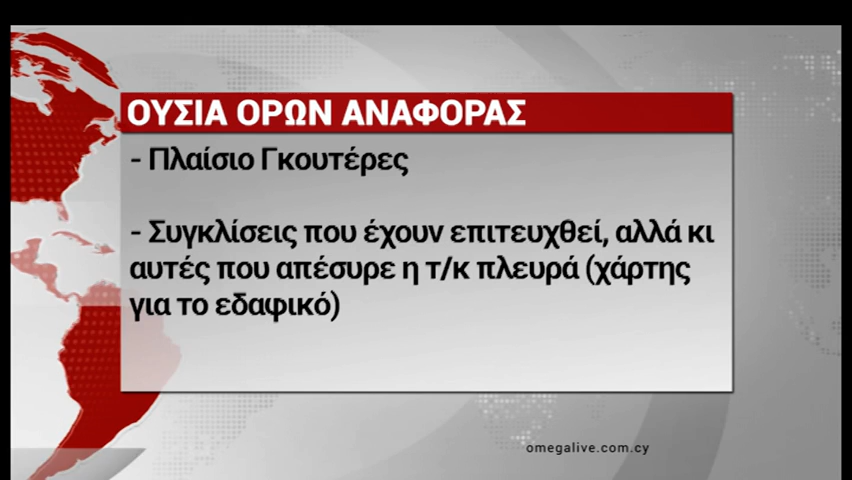 ΟΥΣΙΑ ΟΡΩΝ ΑΝΑΦΟΡΑΣ
- Πλαίσιο Γκουτέρες
- Συγκλίσεις που έχουν επιτευχθεί, αλλά κι
αυτές που απέσυρε η τ/κ πλευρά (χάρτης
για το εδαφικό)
omegalive.com.cy